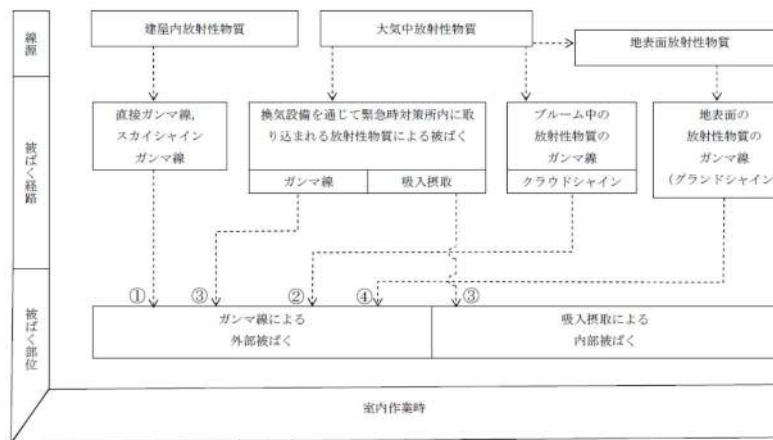 線源
建屋内放射性物質
大気中放射性物質
地表面放射性物質
被ばく経路
直接ガンマ線,
スカイシャイン
ガンマ線
換気設備を通じて緊急時対策所内に取
り込まれる放射性物質による被ばく
ガンマ線
吸入摂取
プルーム中の
放射性物質の
ガンマ線
クラウドシャイン
地表面の
放射性物質の
ガンマ線
(グランドシャイン
①
③
②
④
③
被ばく部位
ガンマ線による
外部被ばく
吸入摂取による
内部被ばく
室内作業時